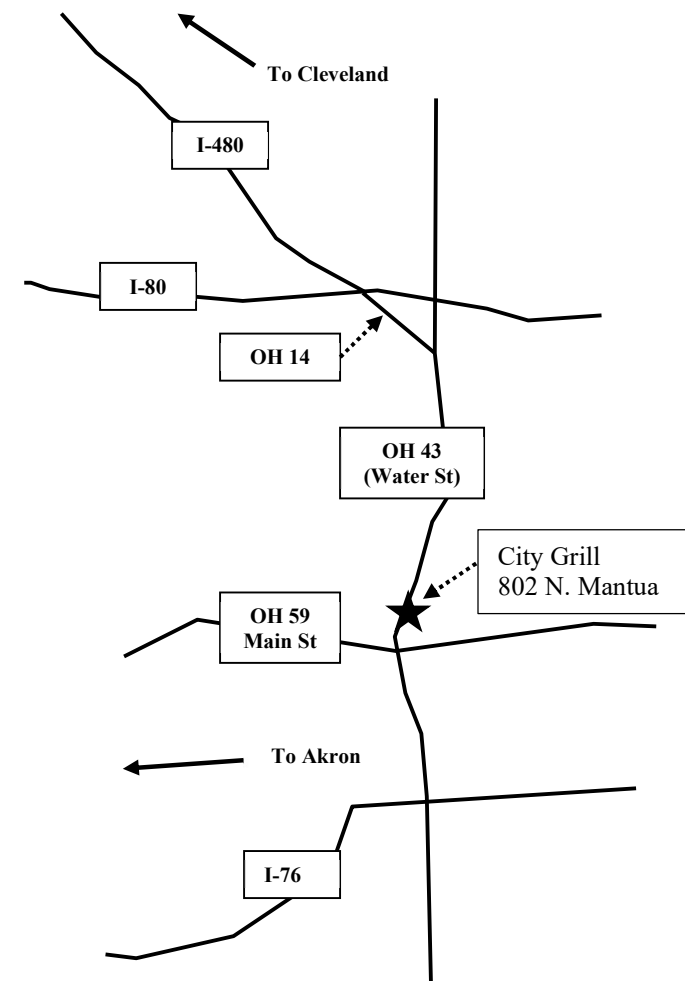 To Cleveland
I-480
I-80
OH 14
OH 43
(Water St)
City Grill
802 N. Mantua
OH 59
Main St
To Akron
I-76